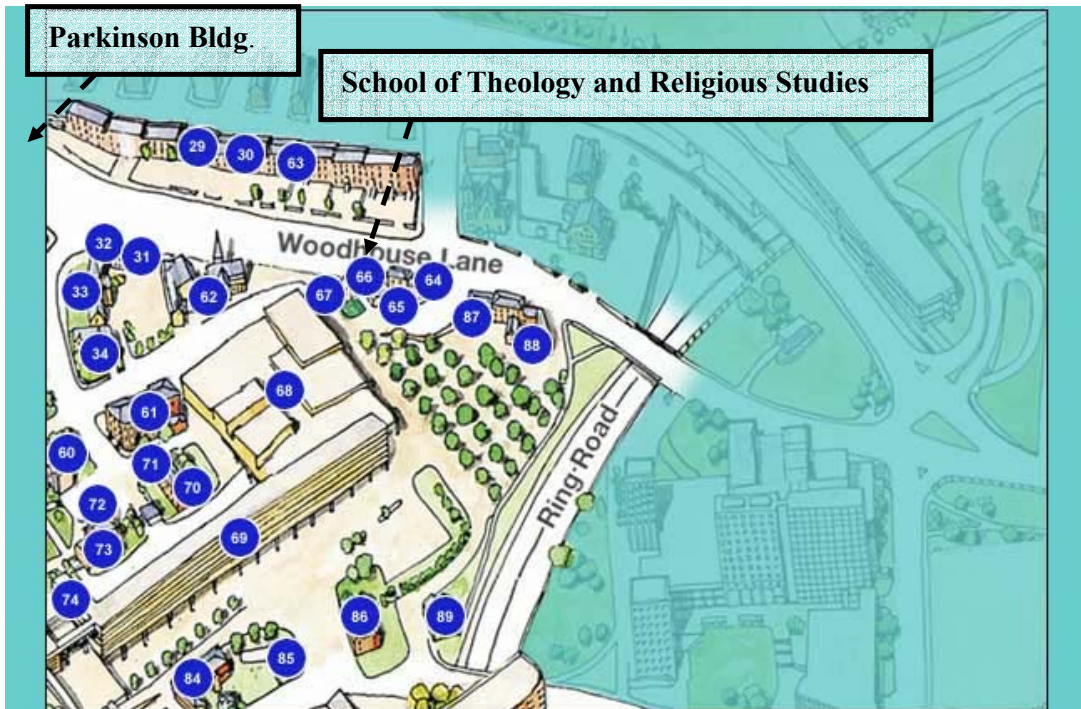 Parkinson Bldg.
School of Theology and Religious Studies
29 30 63
Woodhouse Lane
32 31
33 62 67 66 65 64
87 88
34
68
61
60 71 70
72
73 69
74
Ring Road
86 89
84 85